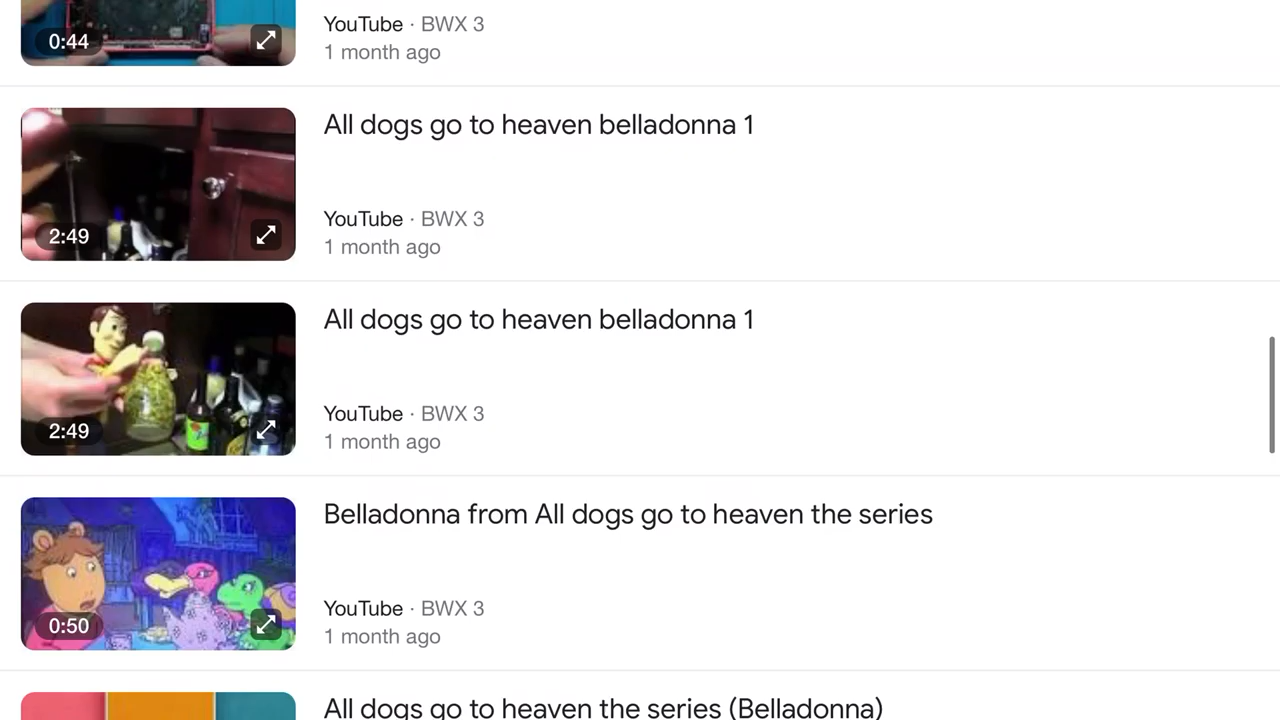 YouTube · BWX 3
0:44
1 month ago
All dogs go to heaven belladonna 1
YouTube · BWX 3
2:49
1 month ago
All dogs go to heaven belladonna 1
YouTube · BWX 3
2:49
1 month ago
Belladonna from All dogs go to heaven the series
YouTube · BWX 3
0:50
1 month ago
All dogs go to heaven the series (Belladonna)